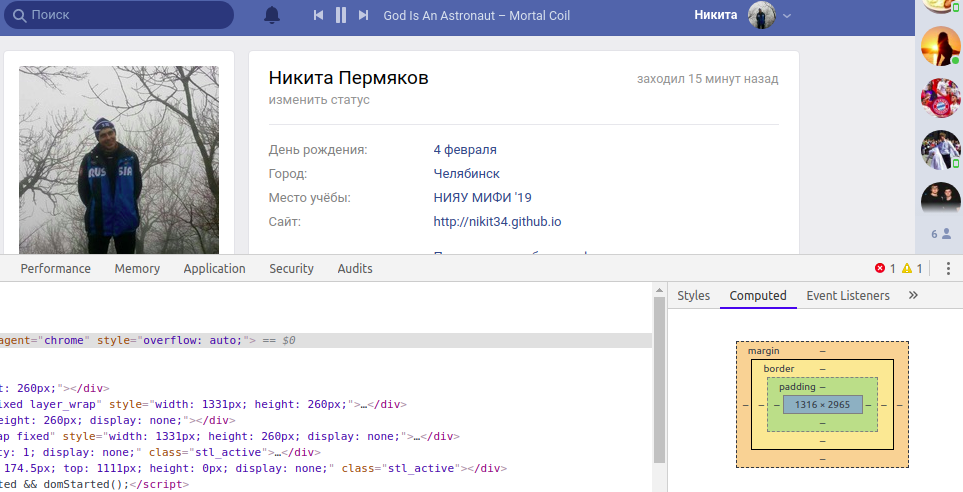 Поиск
God Is An Astronaut – Mortal Coil
Никита
Никита Пермяков
заходил 15 минут назад
изменить статус
День рождения: 4 февраля
Город: Челябинск
Место учёбы: НИЯУ МИФИ '19
Сайт: http://nikit34.github.io
RUSSIA
6
Performance Memory Application Security Audits
1 1
Styles Computed Event Listeners »
agent="chrome" style="overflow: auto;"> == $0
t: 260px;"></div>
ixed layer_wrap" style="width: 1331px; height: 260px;">…</div>
eight: 260px; display: none;"></div>
ap fixed" style="width: 1331px; height: 260px; display: none;">…</div>
ty: 1; display: none;" class="stl_active">…</div>
174.5px; top: 1111px; height: 0px; display: none;" class="stl_active"></div>
ted && domStarted();</script>
margin –
border –
padding –
– – – 1316 × 2965 – – –
–
–
–